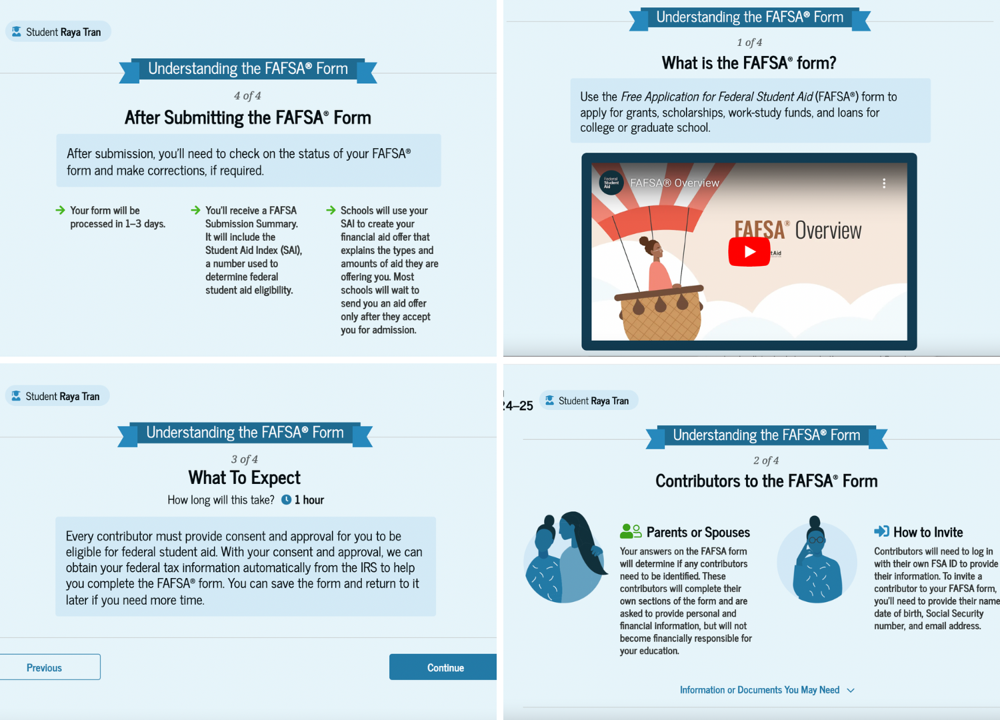 Student Raya Tran
Understanding the FAFSA® Form
4 of 4
After Submitting the FAFSA® Form
After submission, you'll need to check on the status of your FAFSA®
form and make corrections, if required.
Your form will be
processed in 1–3 days.
You'll receive a FAFSA
Submission Summary.
It will include the
Student Aid Index (SAI),
a number used to
determine federal
student aid eligibility.
Schools will use your
SAI to create your
financial aid offer that
explains the types and
amounts of aid they are
offering you. Most
schools will wait to
send you an aid offer
only after they accept
you for admission.
Understanding the FAFSA® Form
1 of 4
What is the FAFSA® form?
Use the Free Application for Federal Student Aid (FAFSA®) form to
apply for grants, scholarships, work-study funds, and loans for
college or graduate school.
Federal
Student
Aid
FAFSA® Overview
FAFSA® Overview
tAid
Student Raya Tran
Understanding the FAFSA® Form
3 of 4
What To Expect
How long will this take? 1 hour
Every contributor must provide consent and approval for you to be
eligible for federal student aid. With your consent and approval, we can
obtain your federal tax information automatically from the IRS to help
you complete the FAFSA® form. You can save the form and return to it
later if you need more time.
Previous
Continue
24–25
Student Raya Tran
Understanding the FAFSA® Form
2 of 4
Contributors to the FAFSA® Form
Parents or Spouses
Your answers on the FAFSA form
will determine if any contributors
need to be identified. These
contributors will complete their
own sections of the form and are
asked to provide personal and
financial information, but will not
become financially responsible for
your education.
How to Invite
Contributors will need to log in
with their own FSA ID to provide
their information. To invite a
contributor to your FAFSA form,
you'll need to provide their name
date of birth, Social Security
number, and email address.
Information or Documents You May Need